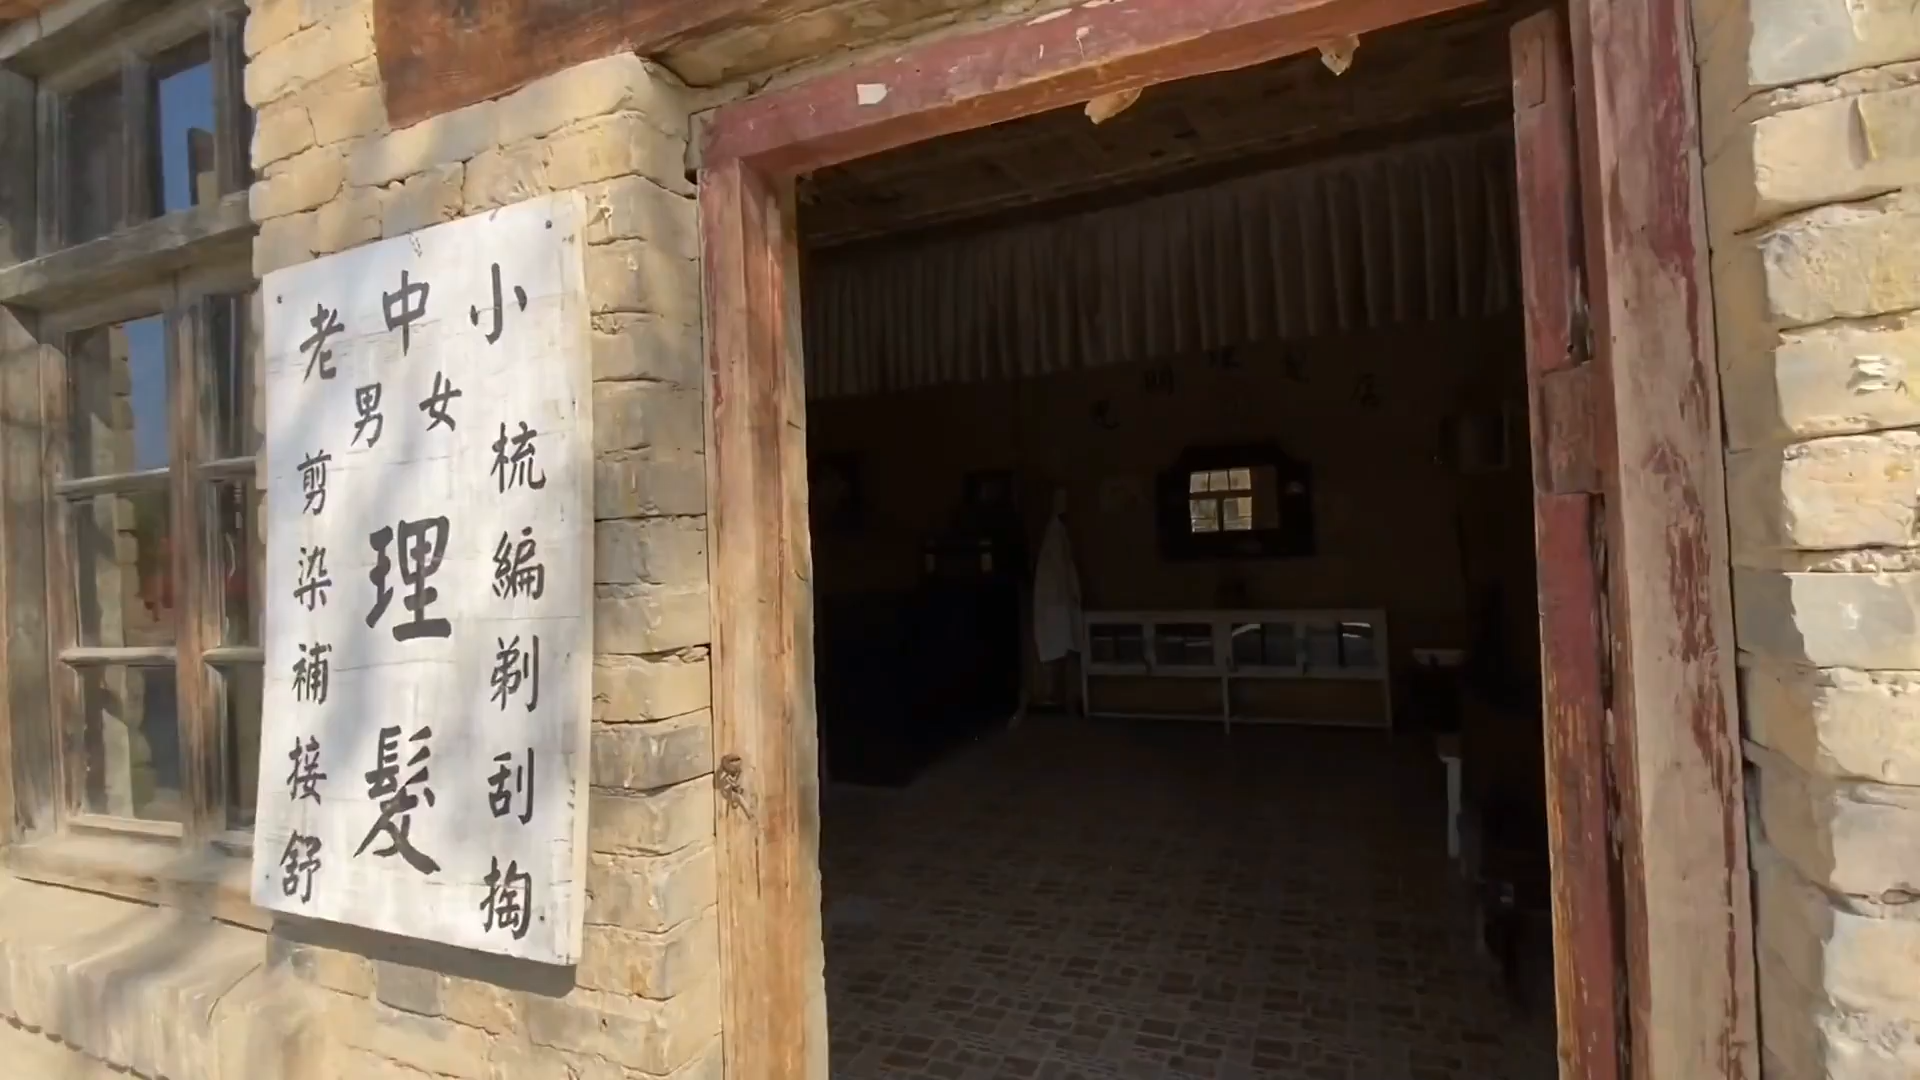 老中小
男女
理髮
剪染補接舒
梳編剃刮掏